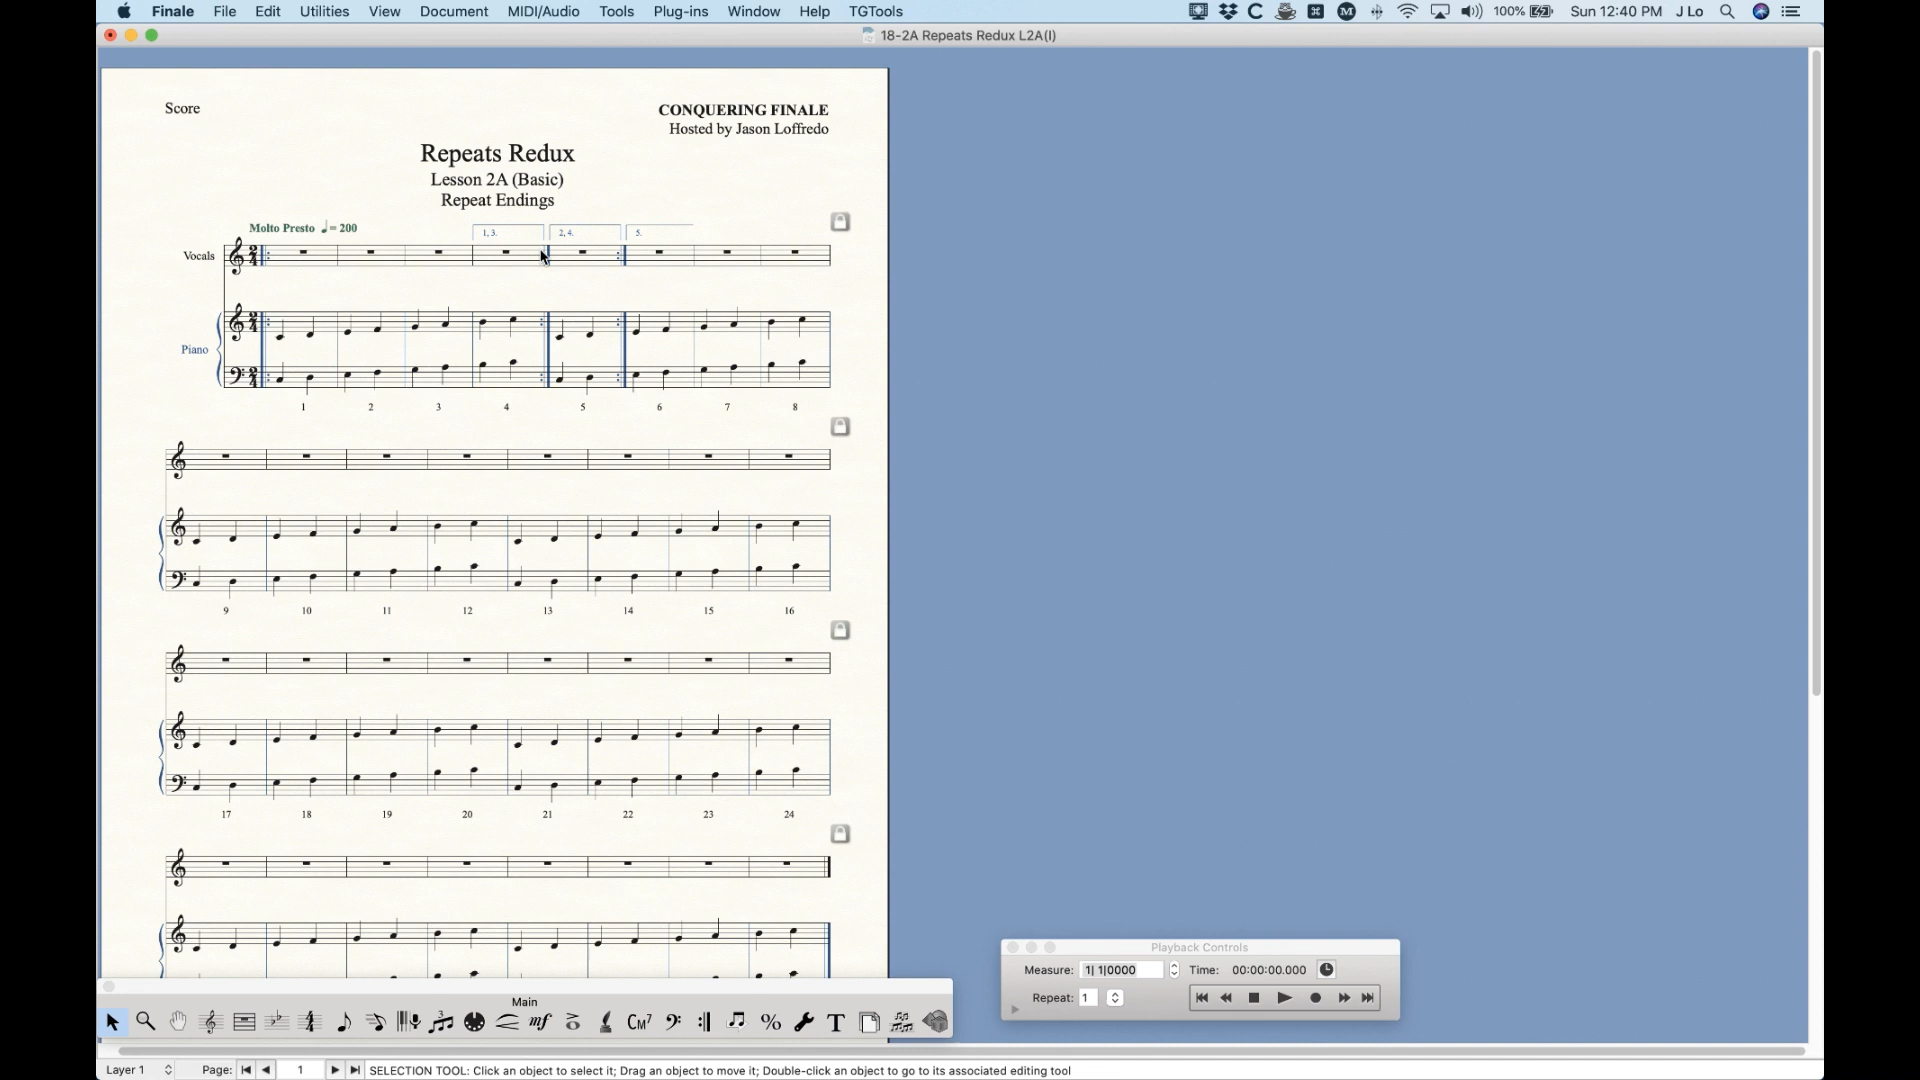 Finale File Edit Utilities View Document MIDI/Audio Tools Plug-ins Window Help TGTools 100% Sun 12:40 PM J Lo
18-2A Repeats Redux L2A(I)
Score
CONQUERING FINALE
Hosted by Jason Loffredo
Repeats Redux
Lesson 2A (Basic)
Repeat Endings
Molto Presto ♩= 200
1, 3. 2, 4. 5.
Vocals
Piano
1 2 3 4 5 6 7 8
9 10 11 12 13 14 15 16
17 18 19 20 21 22 23 24
Playback Controls
Measure: 1| 1|0000 Time: 00:00:00.000
Repeat: 1
Main
mf CM7 % T
Layer 1 Page: 1 SELECTION TOOL: Click an object to select it; Drag an object to move it; Double-click an object to go to its associated editing tool